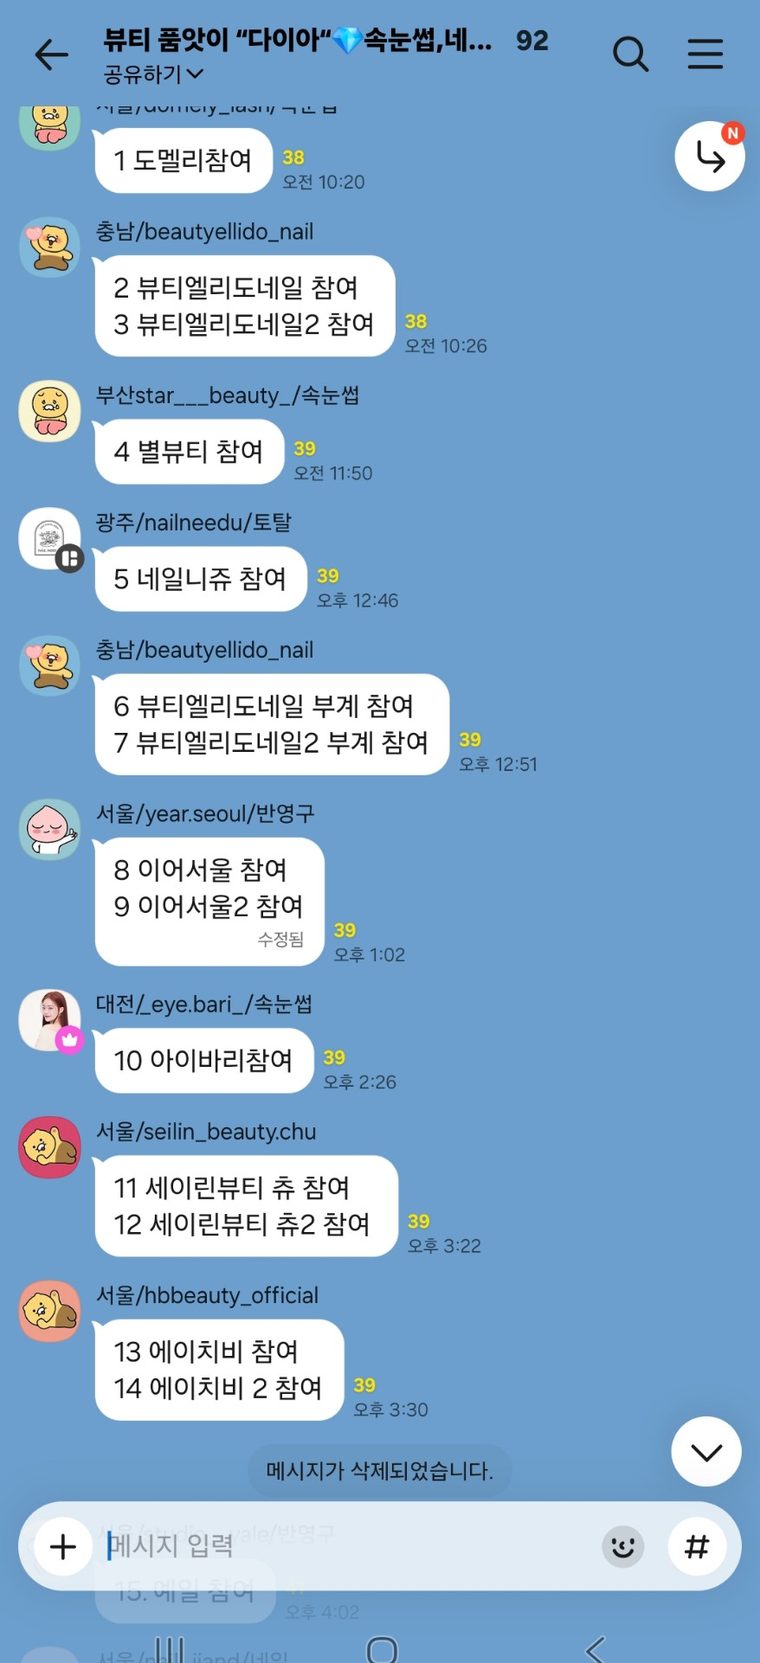 뷰티 품앗이 “다이아“💎속눈썹,네... 92
공유하기
N
1 도멜리참여
38
오전 10:20
충남/beautyellido_nail
2 뷰티엘리도네일 참여
3 뷰티엘리도네일2 참여
38
오전 10:26
부산star___beauty_/속눈썹
4 별뷰티 참여
39
오전 11:50
광주/nailneedu/토탈
5 네일니쥬 참여
39
오후 12:46
충남/beautyellido_nail
6 뷰티엘리도네일 부계 참여
7 뷰티엘리도네일2 부계 참여
39
오후 12:51
서울/year.seoul/반영구
8 이어서울 참여
9 이어서울2 참여
수정됨
39
오후 1:02
대전/_eye.bari_/속눈썹
10 아이바리참여
39
오후 2:26
서울/seilin_beauty.chu
11 세이린뷰티 츄 참여
12 세이린뷰티 츄2 참여
39
오후 3:22
서울/hbbeauty_official
13 에이치비 참여
14 에이치비 2 참여
39
오후 3:30
메시지가 삭제되었습니다.
메시지 입력
#
15. 예일 참여
오후 4:02